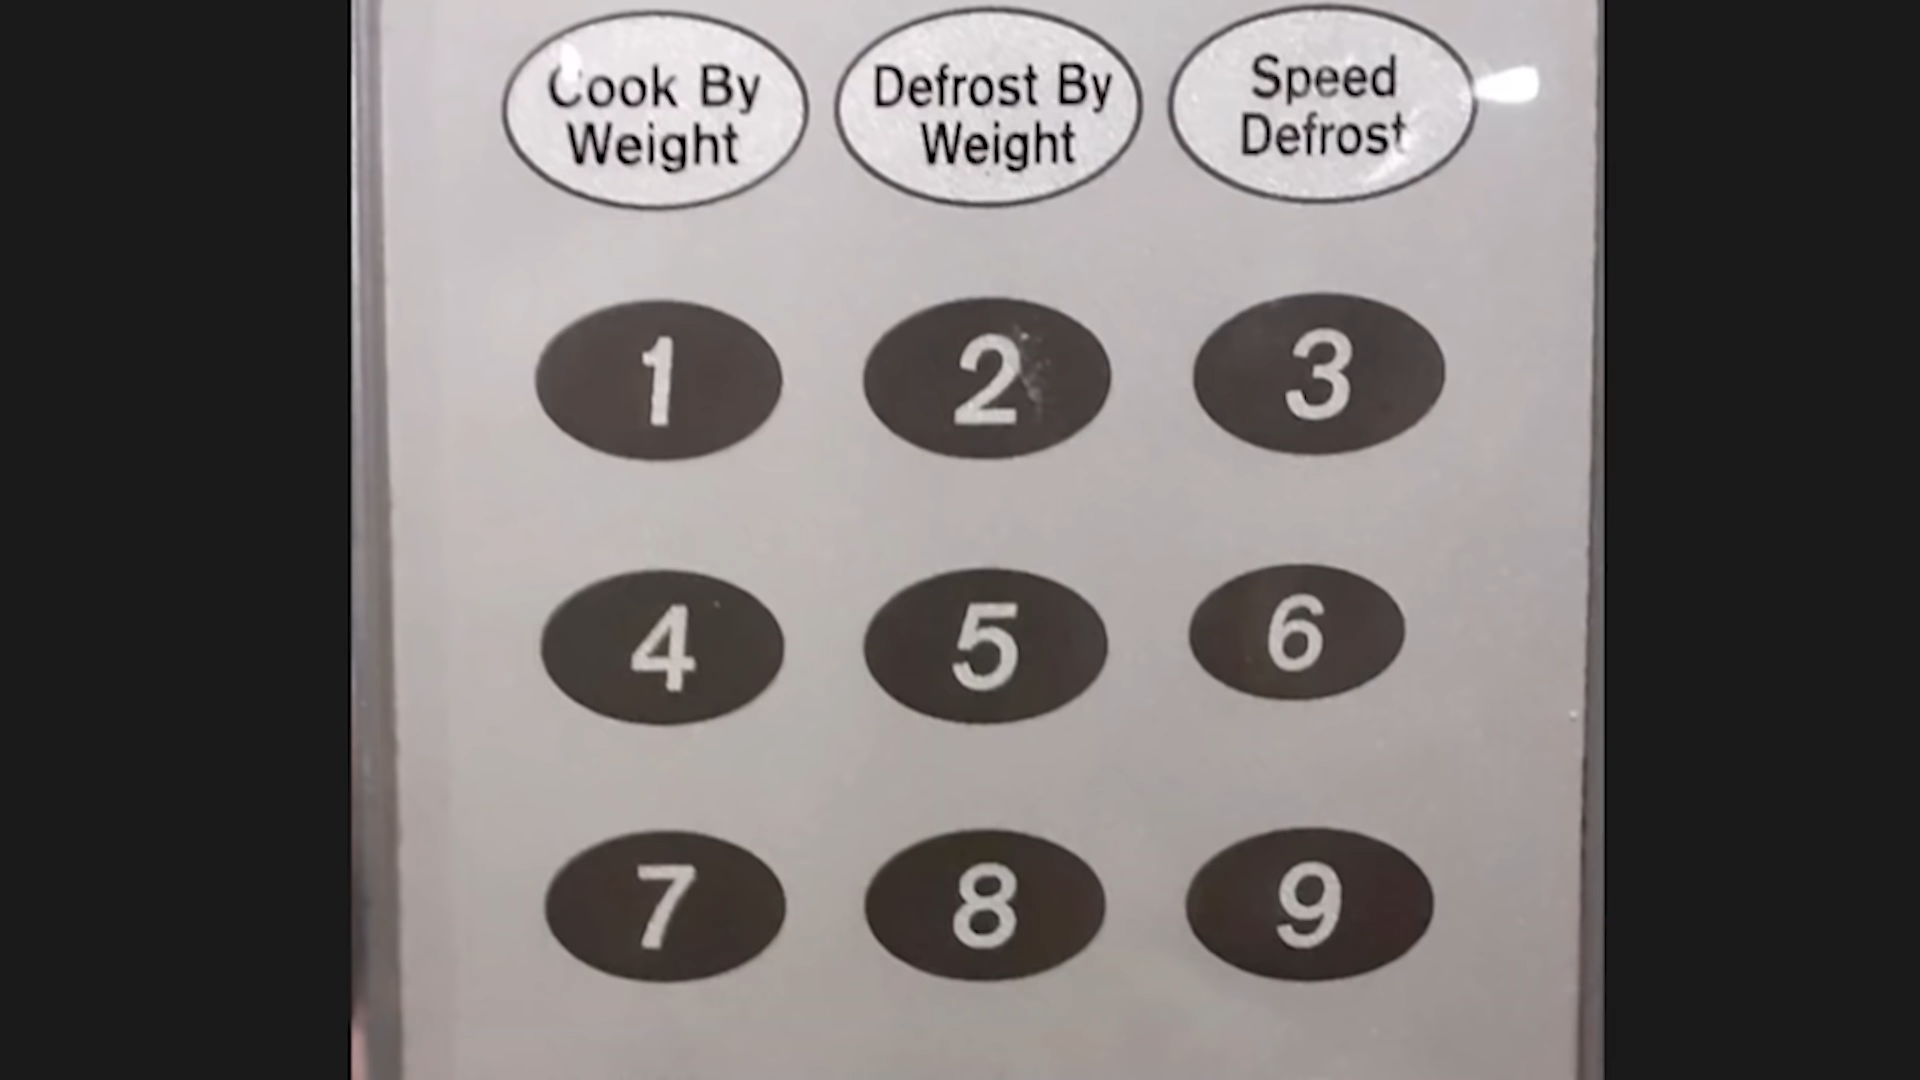 Cook By
Weight
Defrost By
Weight
Speed
Defrost
1 2 3
4 5 6
7 8 9